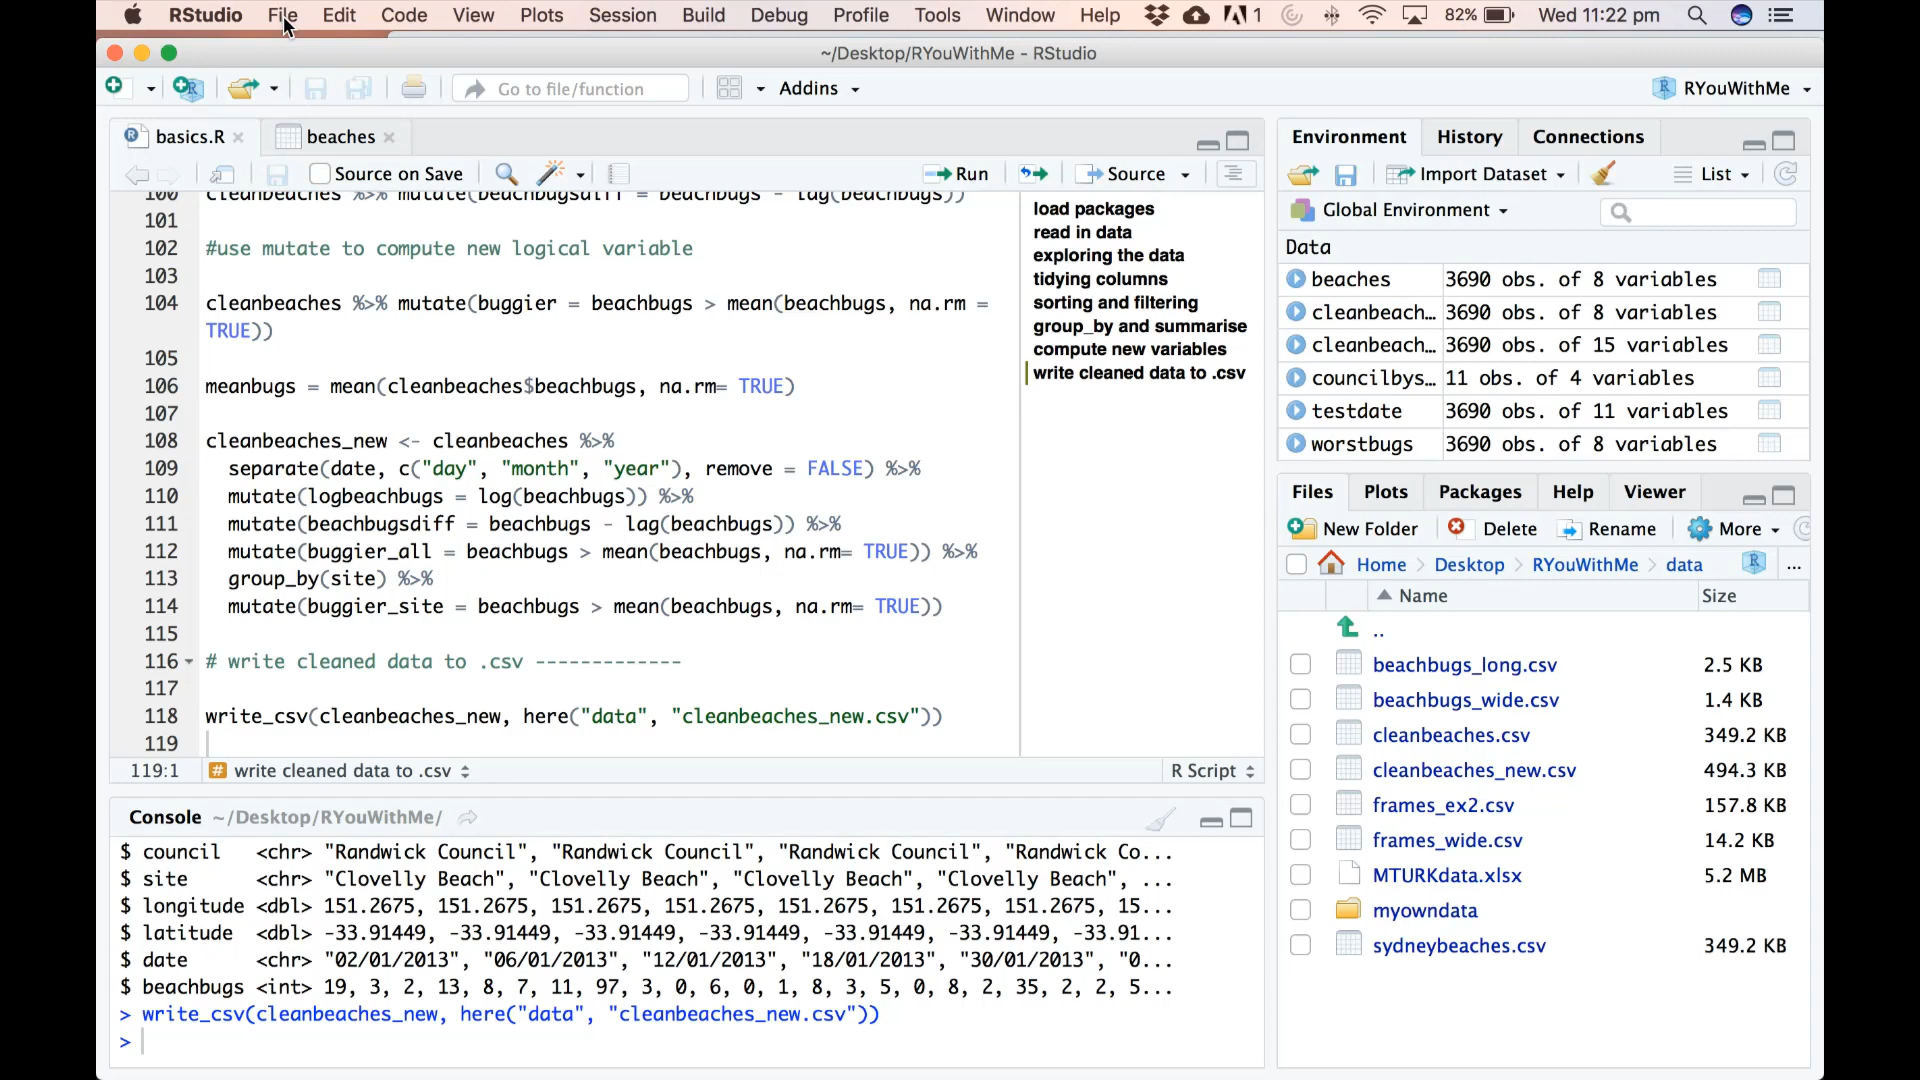 RStudio File Edit Code View Plots Session Build Debug Profile Tools Window Help 1 82% Wed 11:22 pm
~/Desktop/RYouWithMe - RStudio
Go to file/function Addins RYouWithMe
basics.R beaches
Source on Save Run Source
100 cleanbeaches %>% mutate(beachbugsdiff = beachbugs - lag(beachbugs))
101
102 #use mutate to compute new logical variable
103
104 cleanbeaches %>% mutate(buggier = beachbugs > mean(beachbugs, na.rm =
TRUE))
105
106 meanbugs = mean(cleanbeaches$beachbugs, na.rm= TRUE)
107
108 cleanbeaches_new <- cleanbeaches %>%
109 separate(date, c("day", "month", "year"), remove = FALSE) %>%
110 mutate(logbeachbugs = log(beachbugs)) %>%
111 mutate(beachbugsdiff = beachbugs - lag(beachbugs)) %>%
112 mutate(buggier_all = beachbugs > mean(beachbugs, na.rm= TRUE)) %>%
113 group_by(site) %>%
114 mutate(buggier_site = beachbugs > mean(beachbugs, na.rm= TRUE))
115
116 # write cleaned data to .csv -------------
117
118 write_csv(cleanbeaches_new, here("data", "cleanbeaches_new.csv"))
119
load packages
read in data
exploring the data
tidying columns
sorting and filtering
group_by and summarise
compute new variables
write cleaned data to .csv
119:1 # write cleaned data to .csv R Script
Console ~/Desktop/RYouWithMe/
$ council <chr> "Randwick Council", "Randwick Council", "Randwick Council", "Randwick Co...
$ site <chr> "Clovelly Beach", "Clovelly Beach", "Clovelly Beach", "Clovelly Beach", ...
$ longitude <dbl> 151.2675, 151.2675, 151.2675, 151.2675, 151.2675, 151.2675, 151.2675, 15...
$ latitude <dbl> -33.91449, -33.91449, -33.91449, -33.91449, -33.91449, -33.91449, -33.91...
$ date <chr> "02/01/2013", "06/01/2013", "12/01/2013", "18/01/2013", "30/01/2013", "0...
$ beachbugs <int> 19, 3, 2, 13, 8, 7, 11, 97, 3, 0, 6, 0, 1, 8, 3, 5, 0, 8, 2, 35, 2, 2, 5...
> write_csv(cleanbeaches_new, here("data", "cleanbeaches_new.csv"))
>
Environment History Connections
Import Dataset List
Global Environment
Data
beaches 3690 obs. of 8 variables
cleanbeach… 3690 obs. of 8 variables
cleanbeach… 3690 obs. of 15 variables
councilbys… 11 obs. of 4 variables
testdate 3690 obs. of 11 variables
worstbugs 3690 obs. of 8 variables
Files Plots Packages Help Viewer
New Folder Delete Rename More
Home Desktop RYouWithMe data ...
Name Size
..
beachbugs_long.csv 2.5 KB
beachbugs_wide.csv 1.4 KB
cleanbeaches.csv 349.2 KB
cleanbeaches_new.csv 494.3 KB
frames_ex2.csv 157.8 KB
frames_wide.csv 14.2 KB
MTURKdata.xlsx 5.2 MB
myowndata
sydneybeaches.csv 349.2 KB